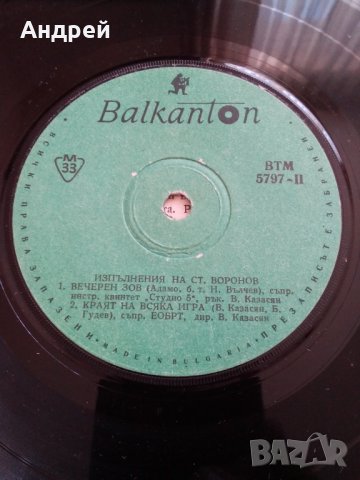 Андрей
Balkanton
ВСИЧКИ ПРАВА ЗАПАЗЕНИ
ПРЕЗАПИСЪТ Е ЗАБРАНЕН
M
33
ВТМ
5797-II
ИЗПЪЛНЕНИЯ НА СТ. ВОРОНОВ
1. ВЕЧЕРЕН ЗОВ (Адамо, б. т. Н. Вълчев), съпр.
инстр. квинтет „Студио 5", рък. В. Казасян
2. КРАЯТ НА ВСЯКА ИГРА (В. Казасян, Б.
Гудев), съпр. ЕОБРТ, дир. В. Казасян
MADE IN BULGARIA
BAZAR